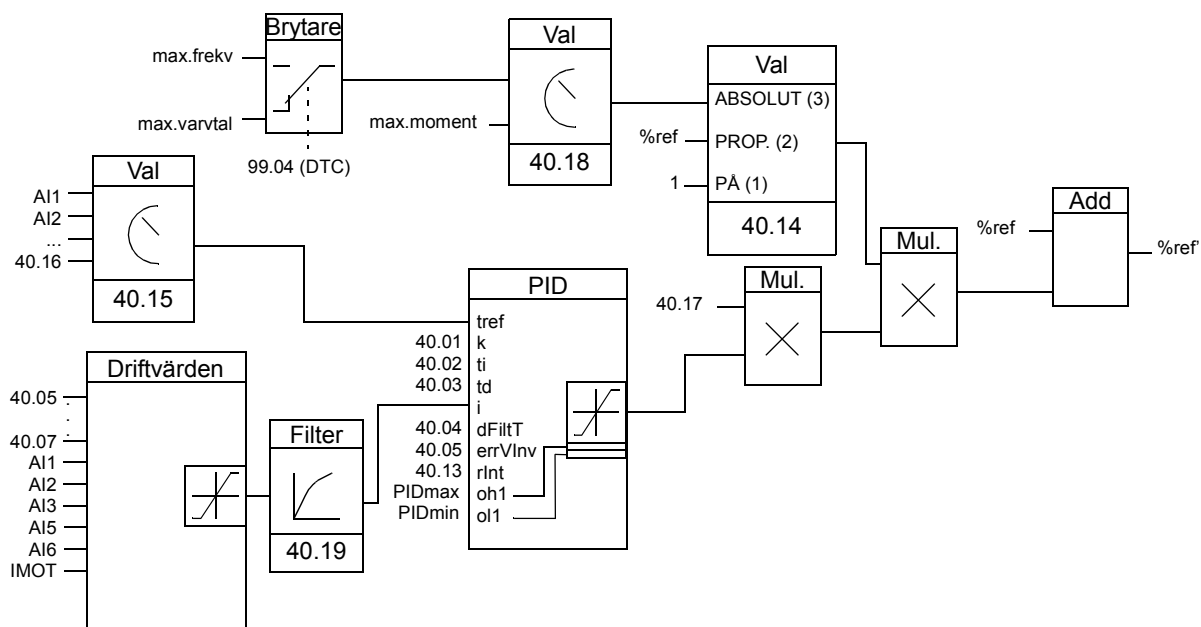 Brytare
max.frekv
max.varvtal
99.04 (DTC)
Val
max.moment
40.18
Val
ABSOLUT (3)
%ref
PROP. (2)
1
PÅ (1)
40.14
Val
AI1
AI2
...
40.16
40.15
Mul.
Add
%ref
%ref'
Mul.
40.17
PID
tref
40.01
k
40.02
ti
40.03
td
i
40.04
dFiltT
40.05
errVInv
40.13
rInt
PIDmax
oh1
PIDmin
ol1
Driftvärden
40.05
.
.
40.07
AI1
AI2
AI3
AI5
AI6
IMOT
Filter
40.19